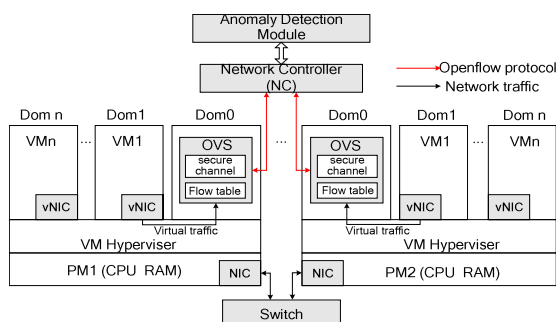 Anomaly Detection
Module
Network Controller
(NC)
Openflow protocol
Network traffic
Dom n
Dom1
Dom0
...
Dom0
Dom1
Dom n
VMn
...
VM1
OVS
secure
channel
Flow table
OVS
secure
channel
Flow table
VM1
...
VMn
vNIC
vNIC
vNIC
vNIC
Virtual traffic
Virtual traffic
VM Hyperviser
VM Hyperviser
PM1 (CPU RAM)
NIC
NIC
PM2 (CPU RAM)
Switch